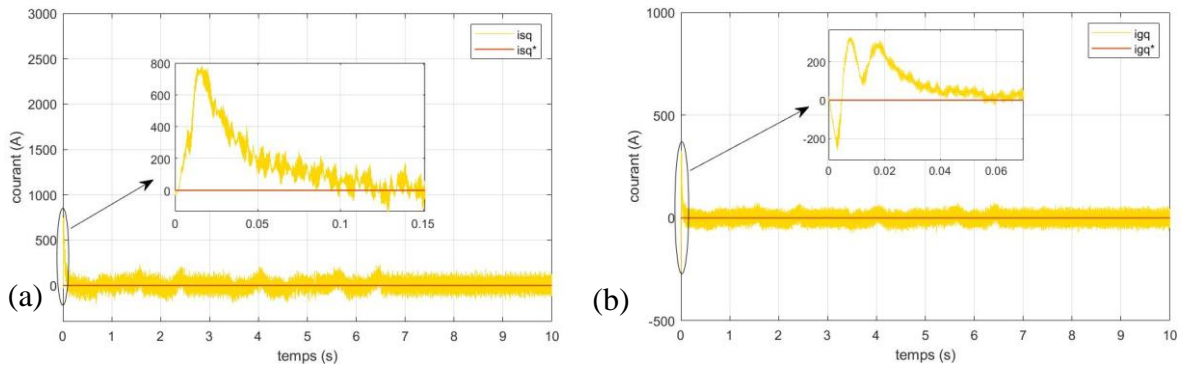 3000
2500
2000
1500
1000
500
0
courant (A)
isq
isq*
800
600
400
200
0
0 0.05 0.1 0.15
(a)
0 1 2 3 4 5 6 7 8 9 10
temps (s)
1000
500
0
-500
courant (A)
igq
igq*
200
0
-200
0 0.02 0.04 0.06
(b)
0 1 2 3 4 5 6 7 8 9 10
temps (s)